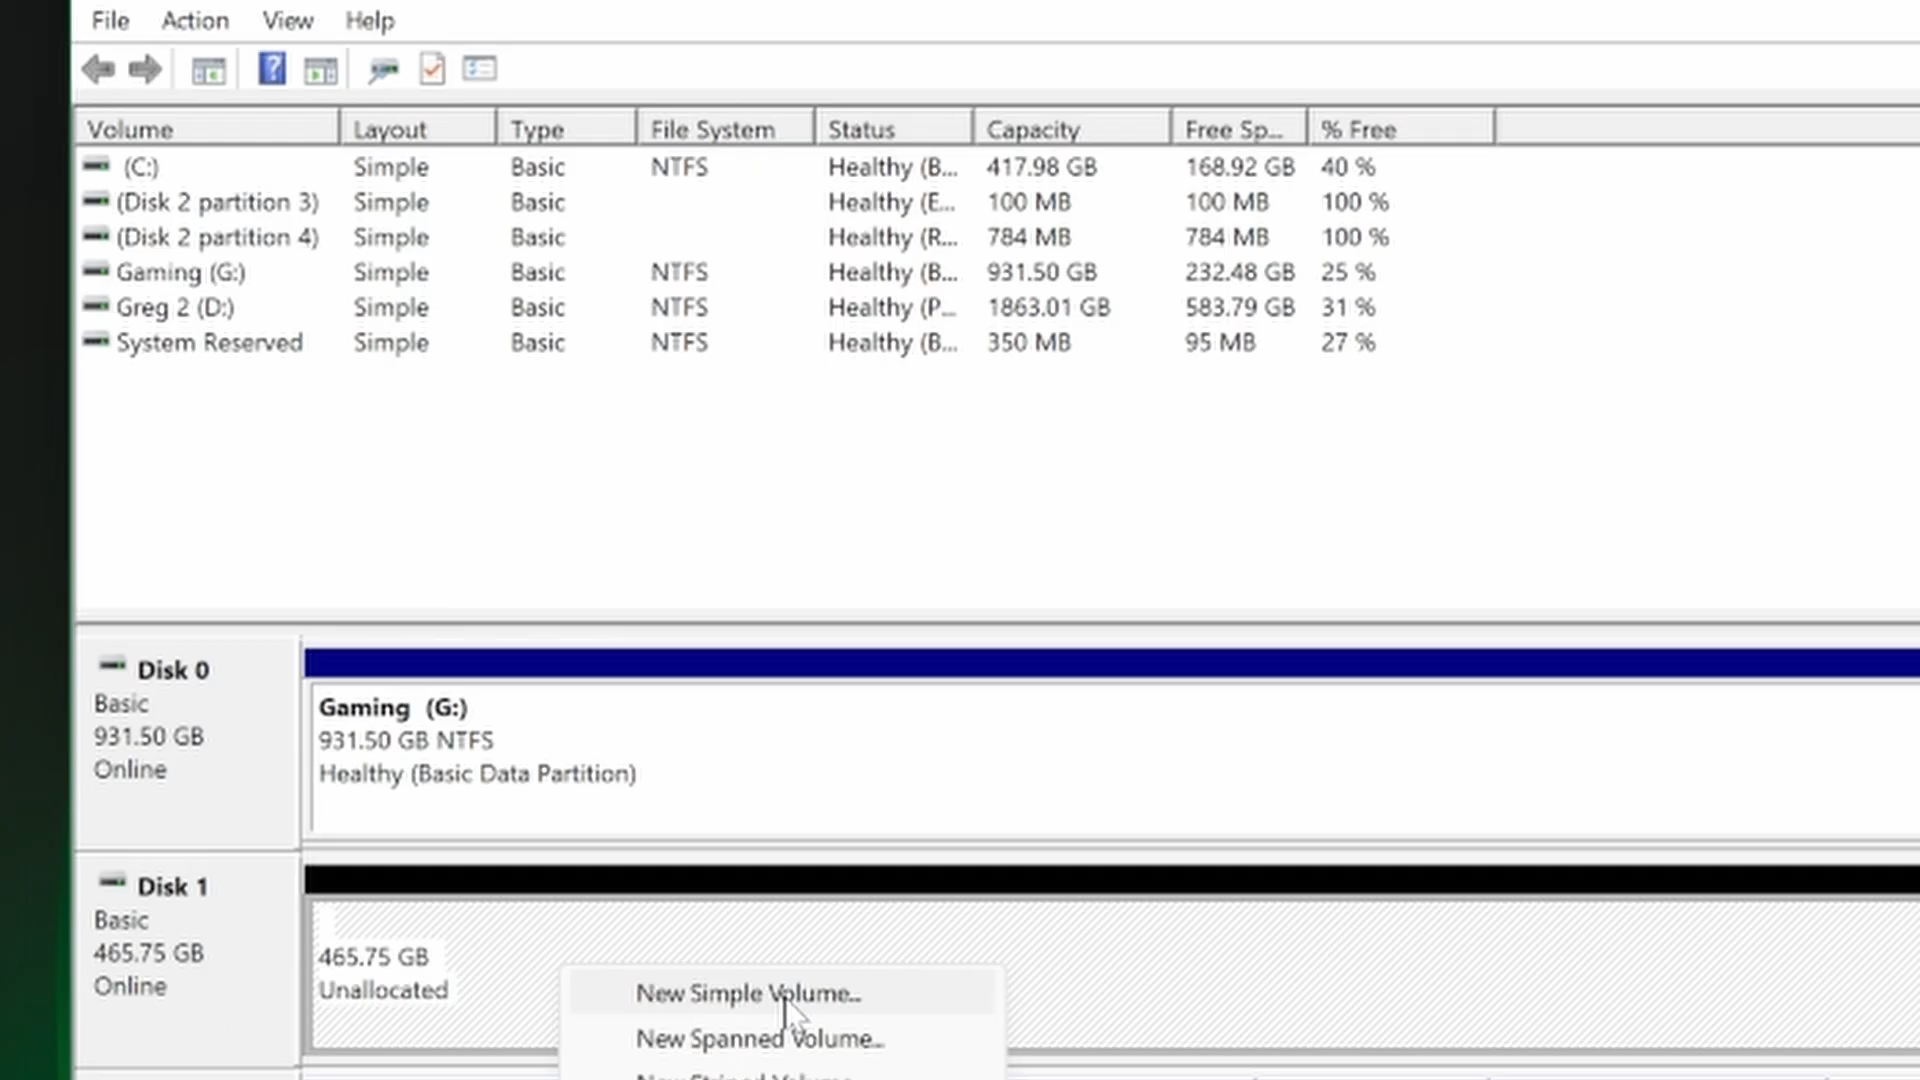 File Action View Help
Volume Layout Type File System Status Capacity Free Sp... % Free
(C:) Simple Basic NTFS Healthy (B... 417.98 GB 168.92 GB 40 %
(Disk 2 partition 3) Simple Basic Healthy (E... 100 MB 100 MB 100 %
(Disk 2 partition 4) Simple Basic Healthy (R... 784 MB 784 MB 100 %
Gaming (G:) Simple Basic NTFS Healthy (B... 931.50 GB 232.48 GB 25 %
Greg 2 (D:) Simple Basic NTFS Healthy (P... 1863.01 GB 583.79 GB 31 %
System Reserved Simple Basic NTFS Healthy (B... 350 MB 95 MB 27 %
Disk 0
Basic
931.50 GB
Online
Gaming (G:)
931.50 GB NTFS
Healthy (Basic Data Partition)
Disk 1
Basic
465.75 GB
Online
465.75 GB
Unallocated
New Simple Volume...
New Spanned Volume...